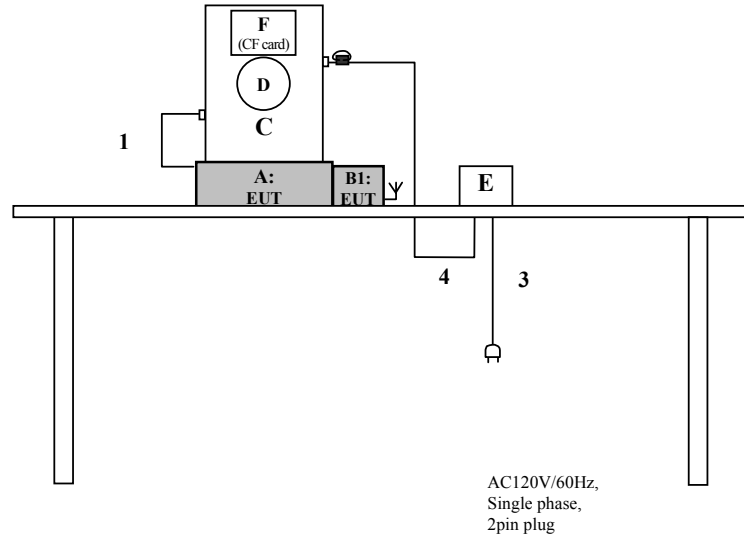 F
(CF card)
D
C
1
A:
EUT
B1:
EUT
E
4
3
AC120V/60Hz,
Single phase,
2pin plug